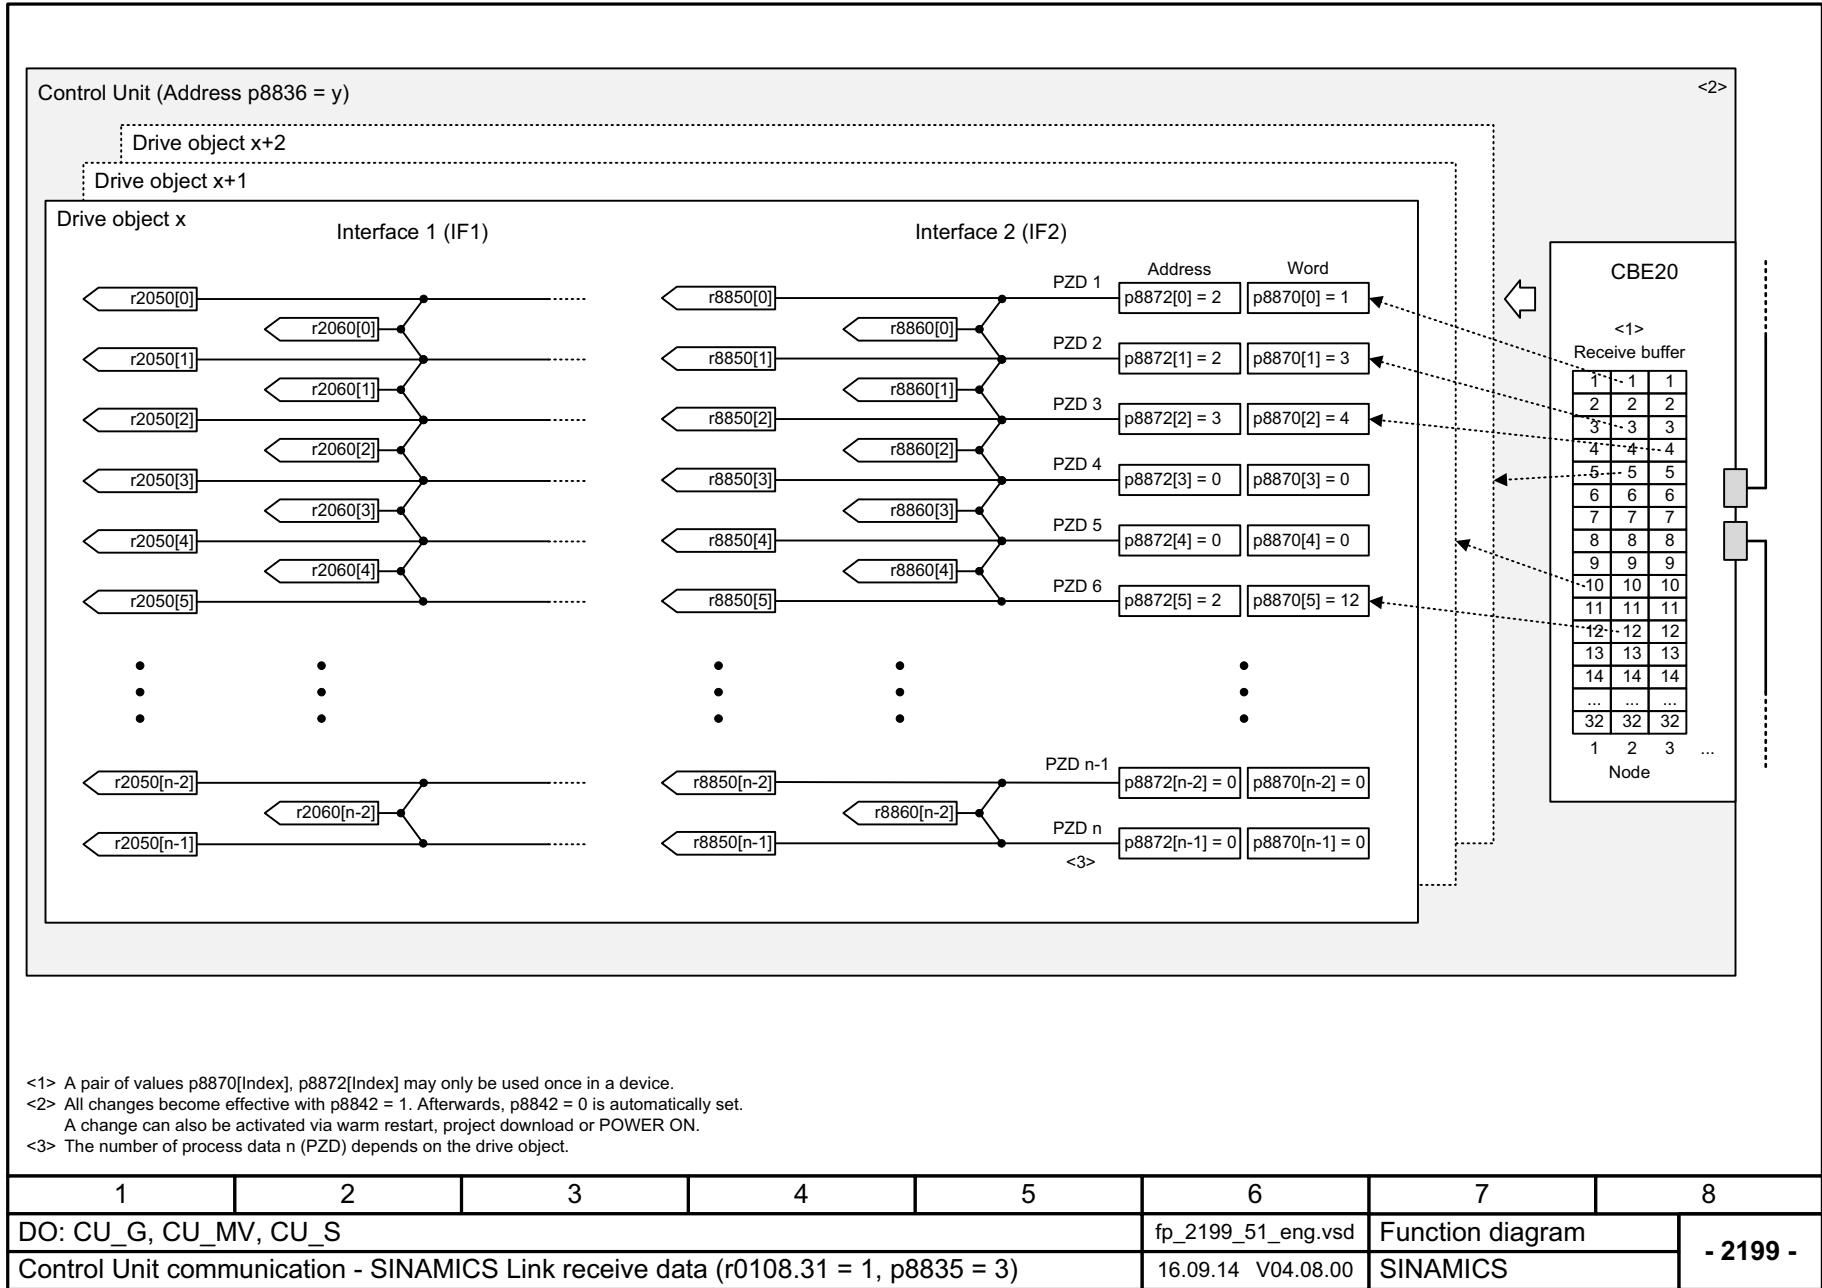 Control Unit (Address p8836 = y)
<2>
Drive object x+2
Drive object x+1
Drive object x
Interface 1 (IF1)
Interface 2 (IF2)
Address
Word
CBE20
r2050[0]
r8850[0]
PZD 1
p8872[0] = 2
p8870[0] = 1
r2060[0]
r8860[0]
<1>
r2050[1]
r8850[1]
PZD 2
p8872[1] = 2
p8870[1] = 3
Receive buffer
r2060[1]
r8860[1]
r2050[2]
r8850[2]
PZD 3
p8872[2] = 3
p8870[2] = 4
r2060[2]
r8860[2]
r2050[3]
r8850[3]
PZD 4
p8872[3] = 0
p8870[3] = 0
r2060[3]
r8860[3]
r2050[4]
r8850[4]
PZD 5
p8872[4] = 0
p8870[4] = 0
r2060[4]
r8860[4]
r2050[5]
r8850[5]
PZD 6
p8872[5] = 2
p8870[5] = 12
r2050[n-2]
r8850[n-2]
PZD n-1
p8872[n-2] = 0
p8870[n-2] = 0
r2060[n-2]
r8860[n-2]
r2050[n-1]
r8850[n-1]
PZD n
p8872[n-1] = 0
p8870[n-1] = 0
<3>
1 1 1
2 2 2
3 3 3
4 4 4
5 5 5
6 6 6
7 7 7
8 8 8
9 9 9
10 10 10
11 11 11
12 12 12
13 13 13
14 14 14
... ... ...
32 32 32
1 2 3 ...
Node
<1> A pair of values p8870[Index], p8872[Index] may only be used once in a device.
<2> All changes become effective with p8842 = 1. Afterwards, p8842 = 0 is automatically set.
A change can also be activated via warm restart, project download or POWER ON.
<3> The number of process data n (PZD) depends on the drive object.
1 2 3 4 5 6 7 8
DO: CU_G, CU_MV, CU_S
fp_2199_51_eng.vsd
Function diagram
- 2199 -
Control Unit communication - SINAMICS Link receive data (r0108.31 = 1, p8835 = 3)
16.09.14 V04.08.00
SINAMICS